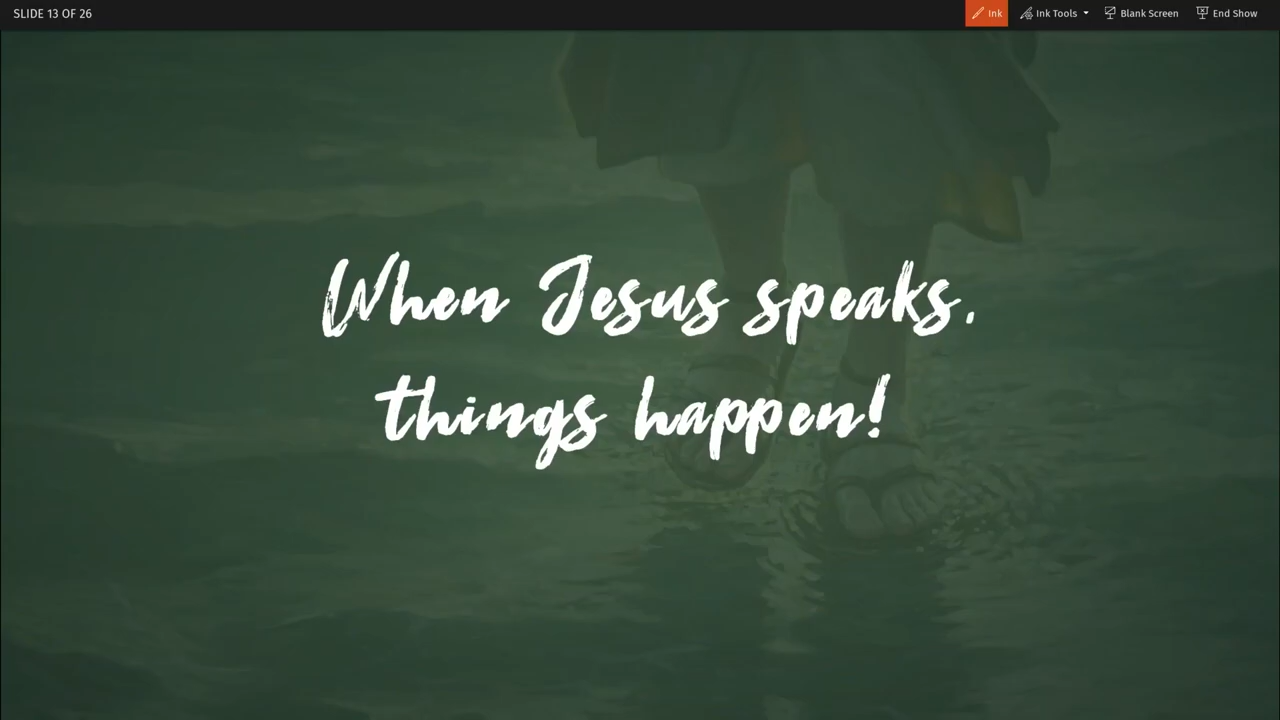 SLIDE 13 OF 26
Ink
Ink Tools
Blank Screen
End Show
When Jesus speaks,
things happen!